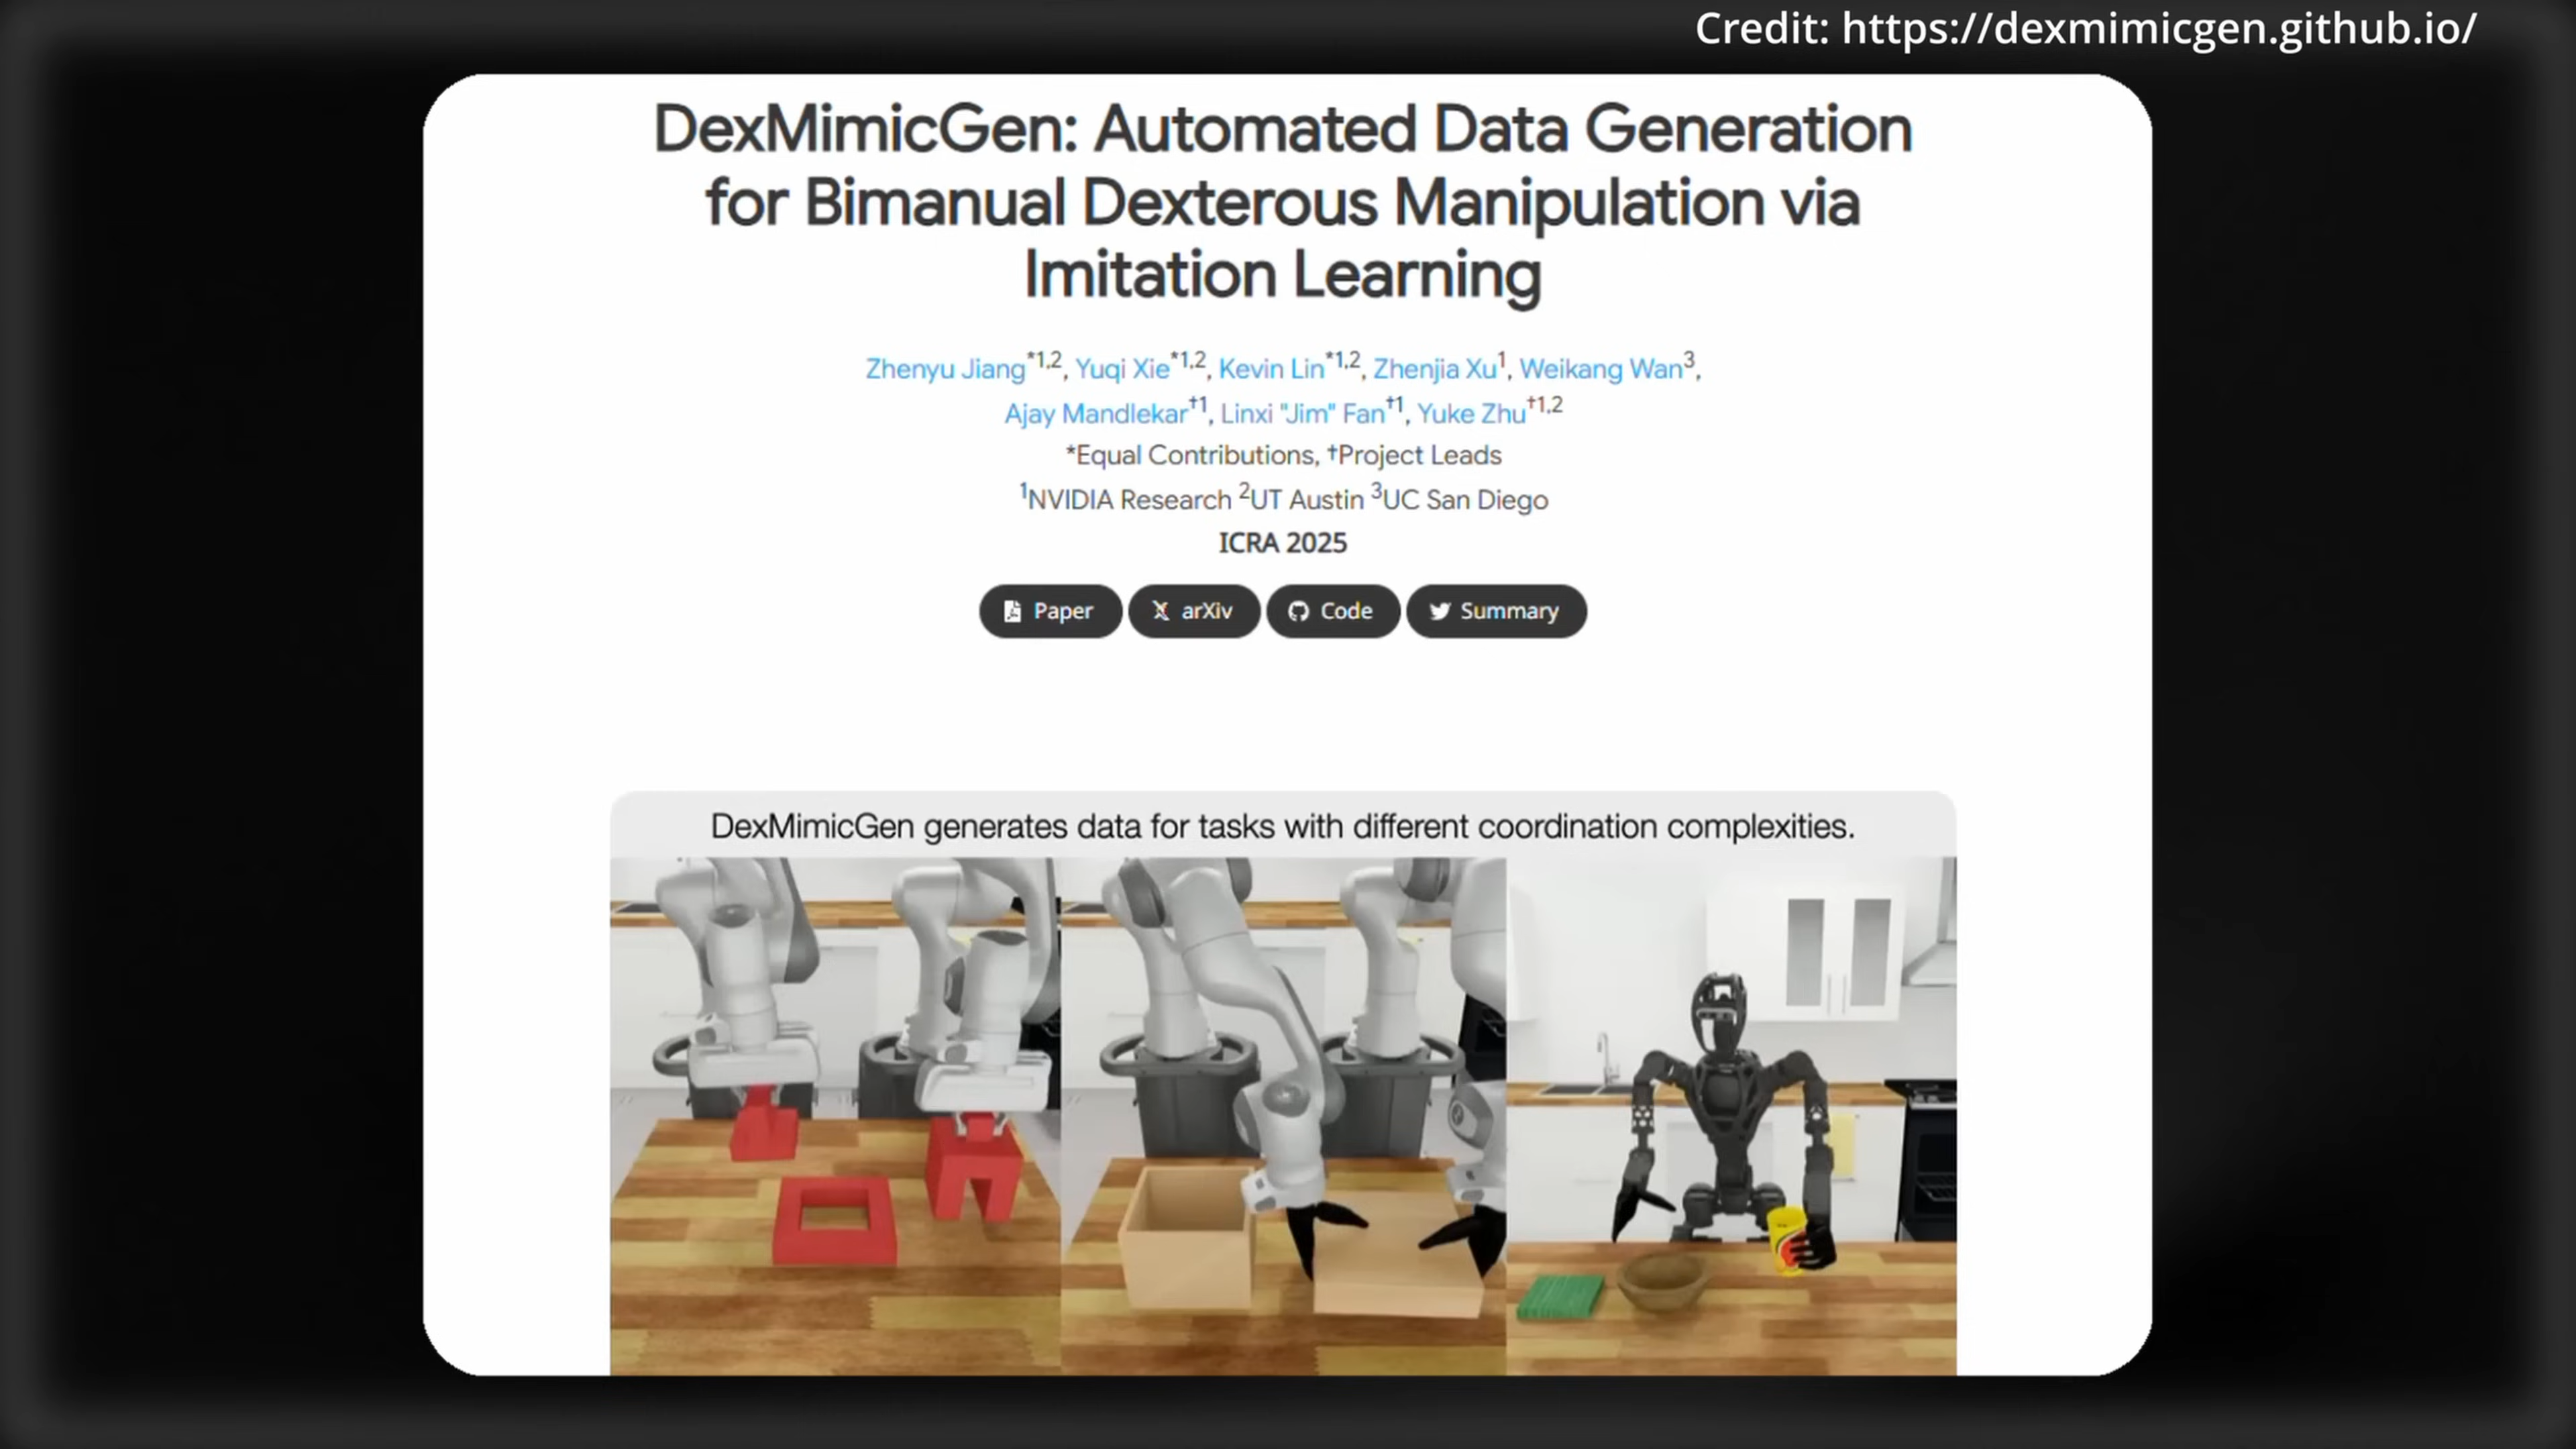 Credit: https://dexmimicgen.github.io/
DexMimicGen: Automated Data Generation
for Bimanual Dexterous Manipulation via
Imitation Learning
Zhenyu Jiang*1,2, Yuqi Xie*1,2, Kevin Lin*1,2, Zhenjia Xu1, Weikang Wan3,
Ajay Mandlekar†1, Linxi "Jim" Fan†1, Yuke Zhu†1,2
*Equal Contributions, †Project Leads
1NVIDIA Research 2UT Austin 3UC San Diego
ICRA 2025
Paper arXiv Code Summary
DexMimicGen generates data for tasks with different coordination complexities.